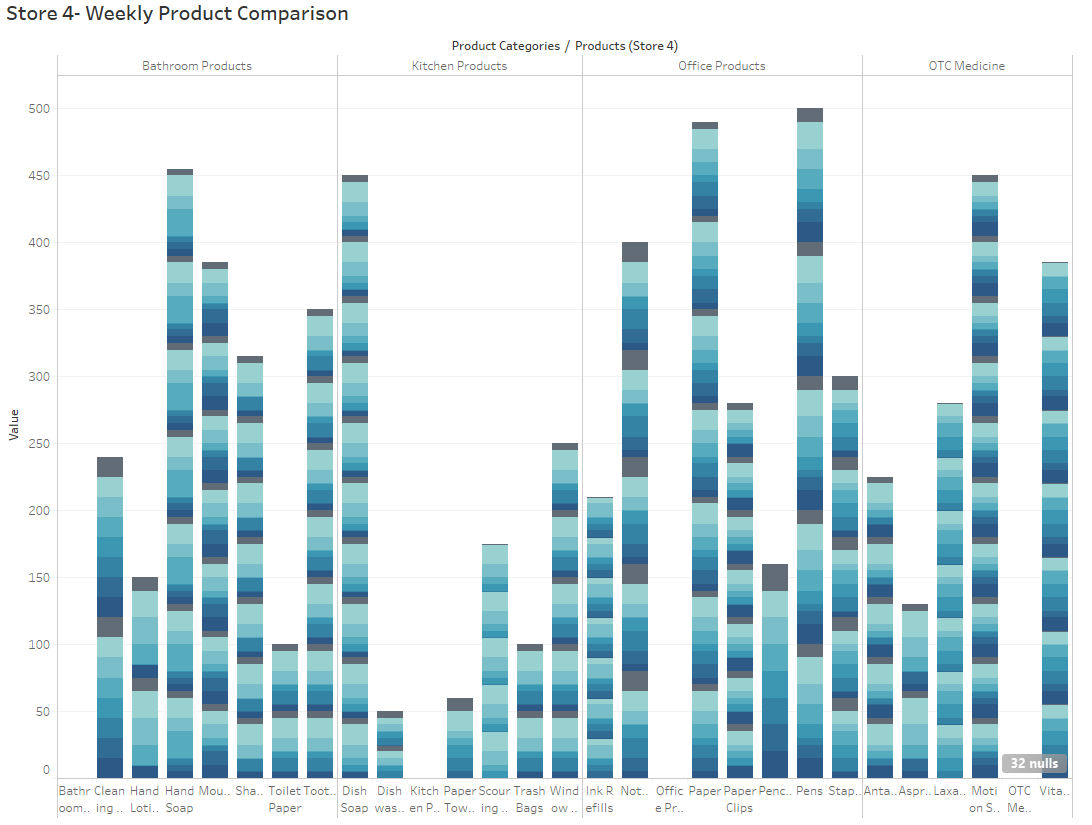 Store 4- Weekly Product Comparison
Product Categories / Products (Store 4)
Bathroom Products
Kitchen Products
Office Products
OTC Medicine
Value
500
450
400
350
300
250
200
150
100
50
0
32 nulls
Bathr
oom..
Clean
ing ..
Hand
Loti..
Hand
Soap
Mou..
Sha..
Toilet
Paper
Toot..
Dish
Soap
Dish
was..
Kitch
en P..
Paper
Tow..
Scour
ing ..
Trash
Bags
Wind
ow ..
Ink R
efills
Not..
Offic
e Pr..
Paper
Paper
Clips
Penc..
Pens
Stap..
Anta..
Aspr..
Laxa..
Moti
on S..
OTC
Me..
Vita..